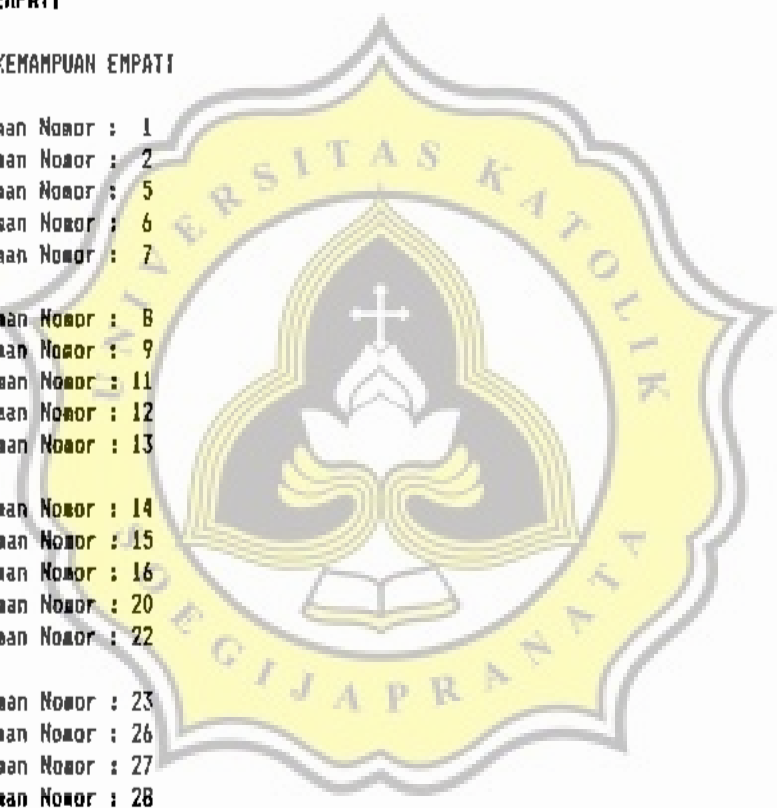 KEMAMPUAN EMPATI
aan Nomor : 1
aan Nomor : 2
aan Nomor : 5
aan Nomor : 6
aan Nomor : 7
aan Nomor : 8
aan Nomor : 9
aan Nomor : 11
aan Nomor : 12
aan Nomor : 13
aan Nomor : 14
aan Nomor : 15
aan Nomor : 16
aan Nomor : 20
aan Nomor : 22
aan Nomor : 23
aan Nomor : 26
aan Nomor : 27
aan Nomor : 28
UNIVERSITAS KATOLIK
SOEGIJAPRANATA